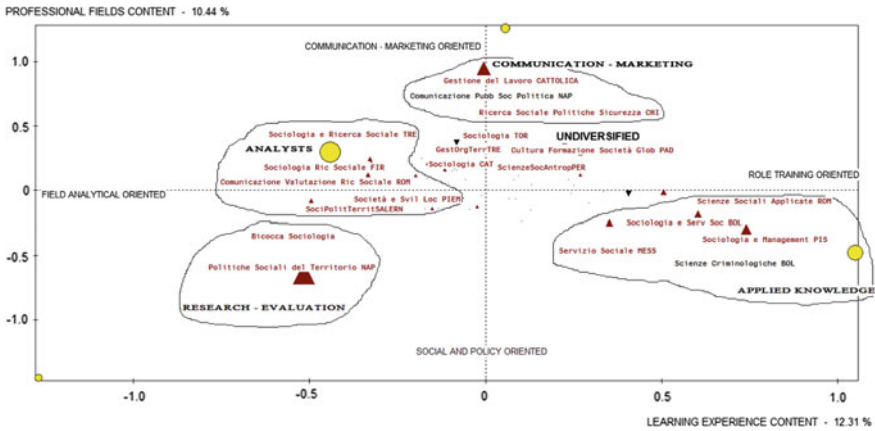 PROFESSIONAL FIELDS CONTENT - 10.44 %
COMMUNICATION - MARKETING ORIENTED
1.0
COMMUNICATION - MARKETING
Gestione del Lavoro CATTOLICA
Comunicazione Pubb Soc Politica NAP
Ricerca Sociale Politiche Sicurezza CHI
0.5
Sociologia e Ricerca Sociale TRE
Sociologia TOR
UNDIVERSIFIED
ANALYSTS
GestOrgTerrTRE
Cultura Formazione Società Glob PAD
Sociologia Ric Sociale FIR
Sociologia CAT
ScienzeSocAntropPER
Comunicazione Valutazione Ric Sociale ROM
ROLE TRAINING ORIENTED
0
FIELD ANALYTICAL ORIENTED
Società e Svil Loc PIEM
Scienze Sociali Applicate ROM
SociPolitTerritSALERN
Sociologia e Serv Soc BOL
Bicocca Sociologia
Sociologia e Management PIS
-0.5
Servizio Sociale MESS
Politiche Sociali del Territorio NAP
Scienze Criminologiche BOL
APPLIED KNOWLEDGE
RESEARCH - EVALUATION
-1.0
SOCIAL AND POLICY ORIENTED
-1.0
-0.5
0
0.5
1.0
LEARNING EXPERIENCE CONTENT - 12.31 %